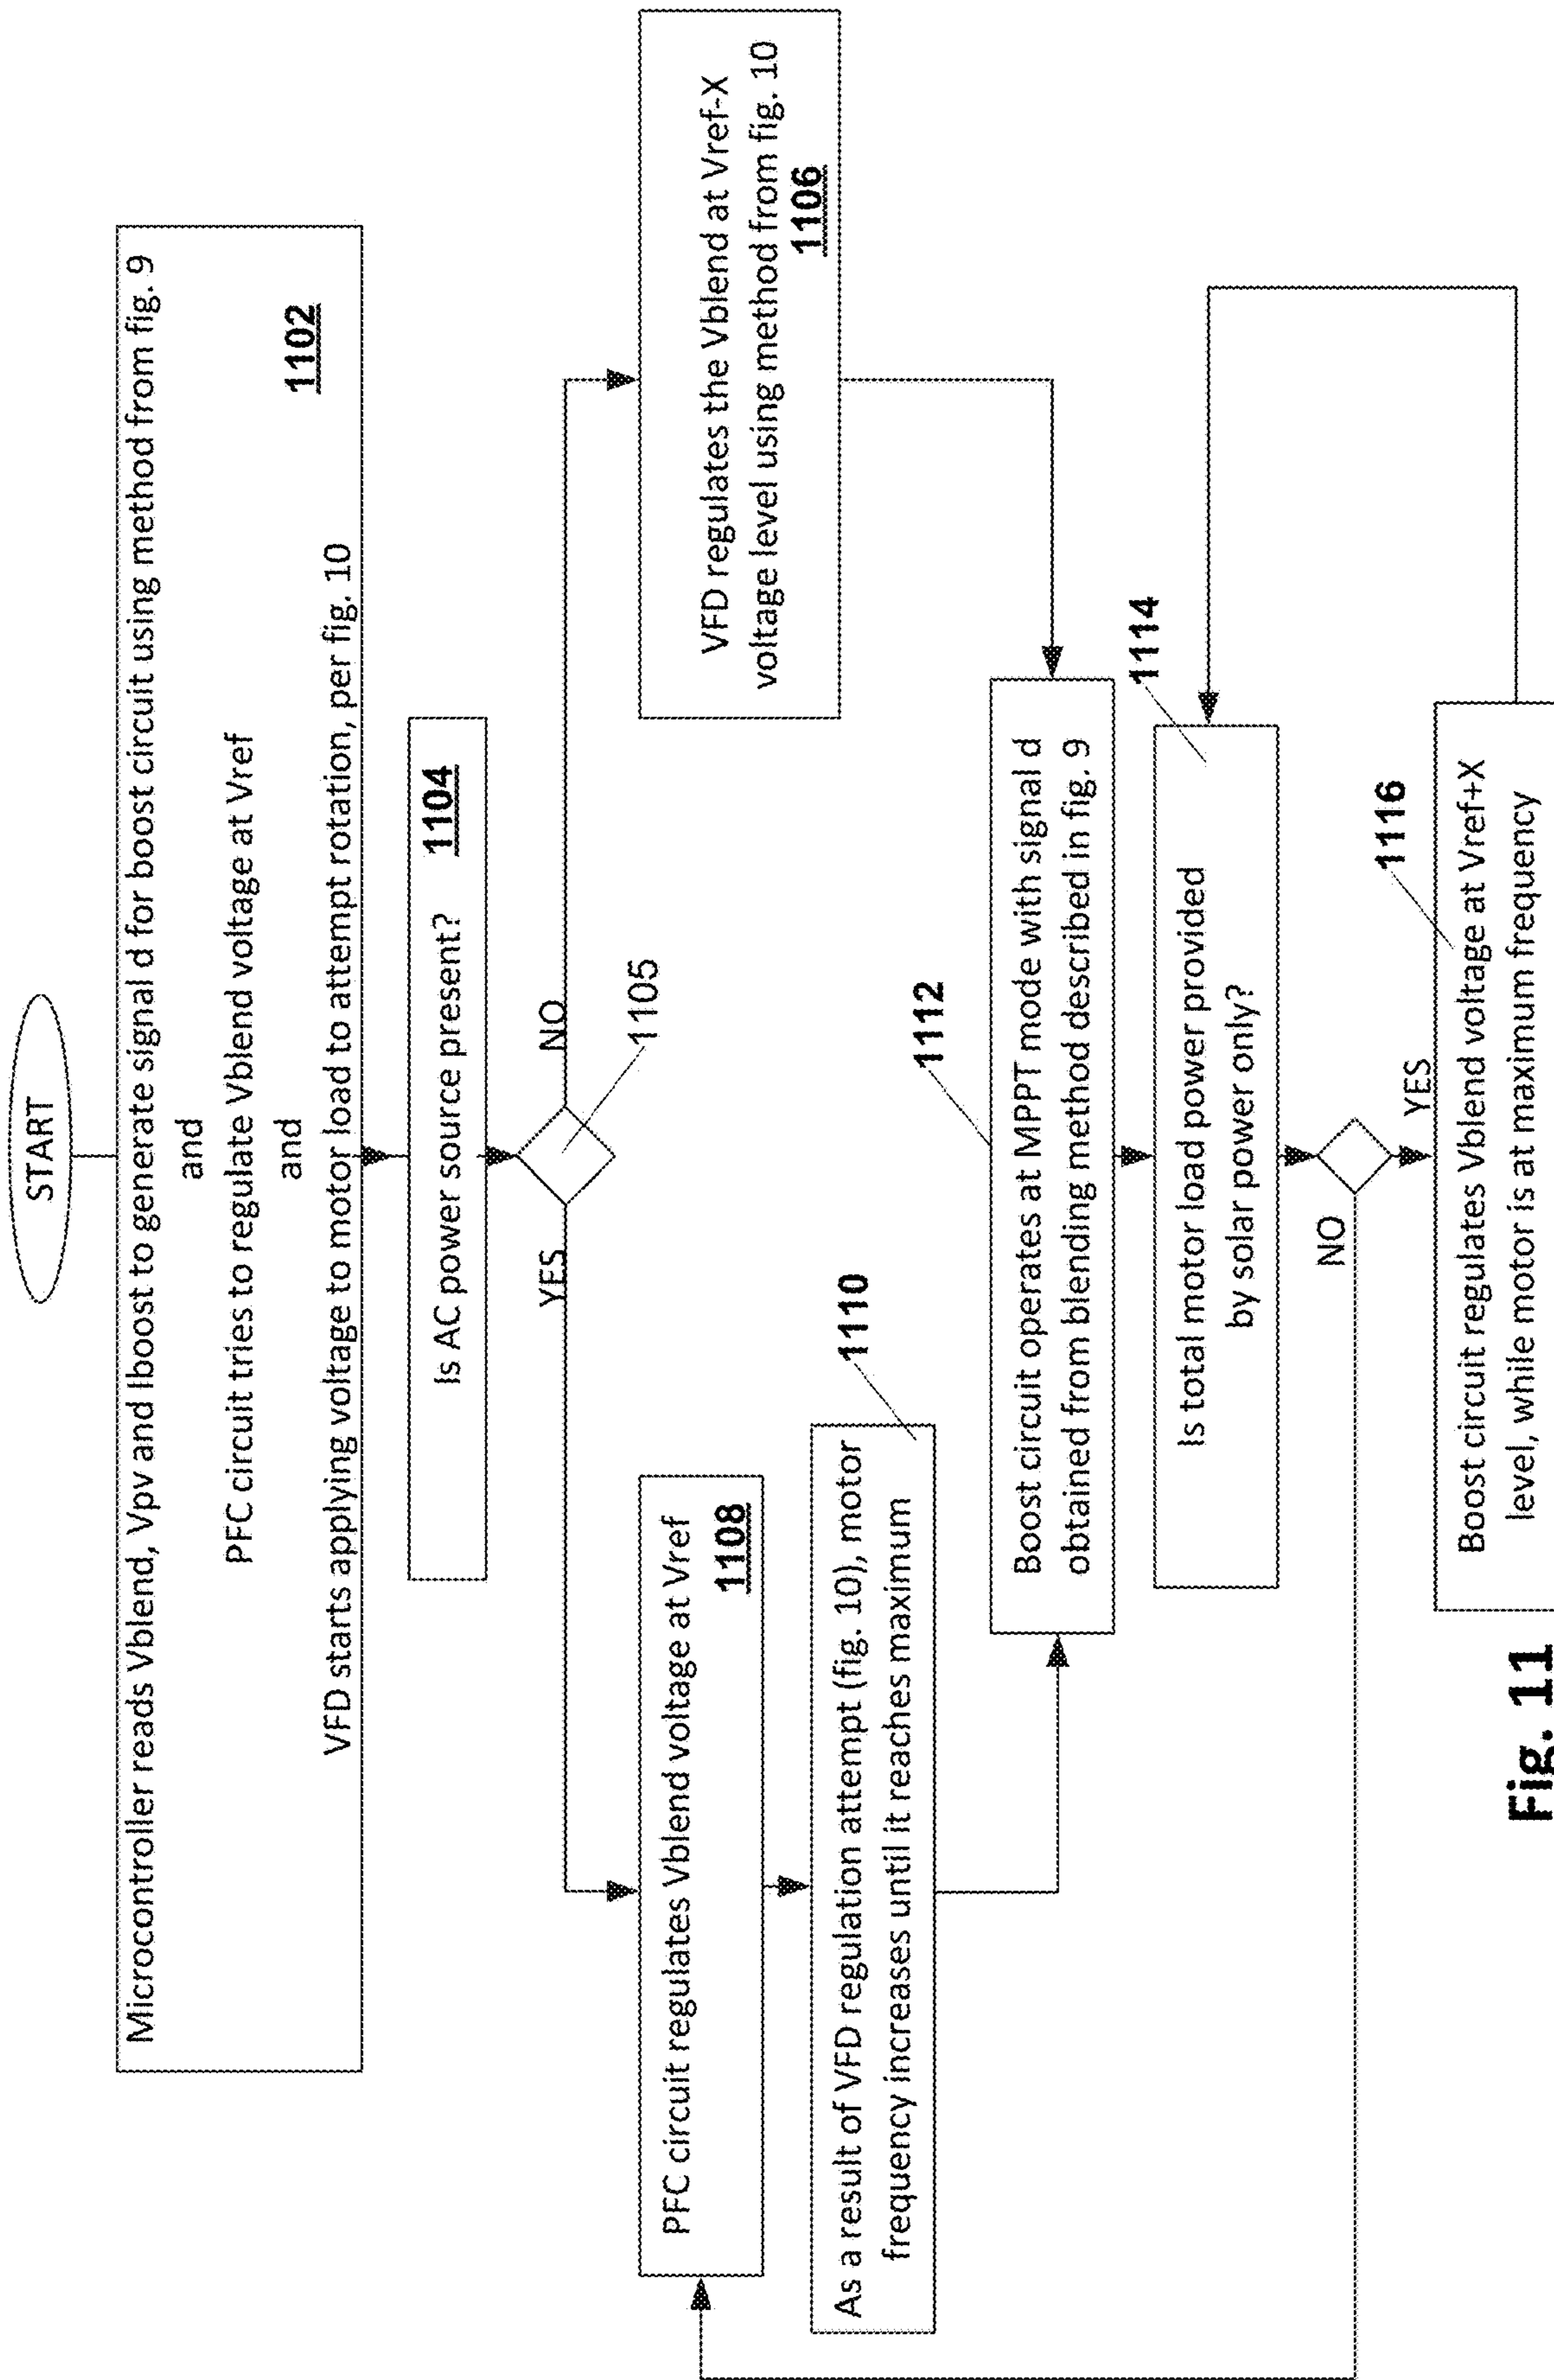 START
Microcontroller reads Vblend, Vpv and Iboost to generate signal d for boost circuit using method from fig. 9
and
PFC circuit tries to regulate Vblend voltage at Vref
and
VFD starts applying voltage to motor load to attempt rotation, per fig. 10
1102
Is AC power source present?
1104
YES
NO
1105
PFC circuit regulates Vblend voltage at Vref
1108
VFD regulates the Vblend at Vref-X
voltage level using method from fig. 10
1106
As a result of VFD regulation attempt (fig. 10), motor
frequency increases until it reaches maximum
1110
1112
Boost circuit operates at MPPT mode with signal d
obtained from blending method described in fig. 9
1114
Is total motor load power provided
by solar power only?
NO
YES
1116
Boost circuit regulates Vblend voltage at Vref+X
level, while motor is at maximum frequency
Fig. 11